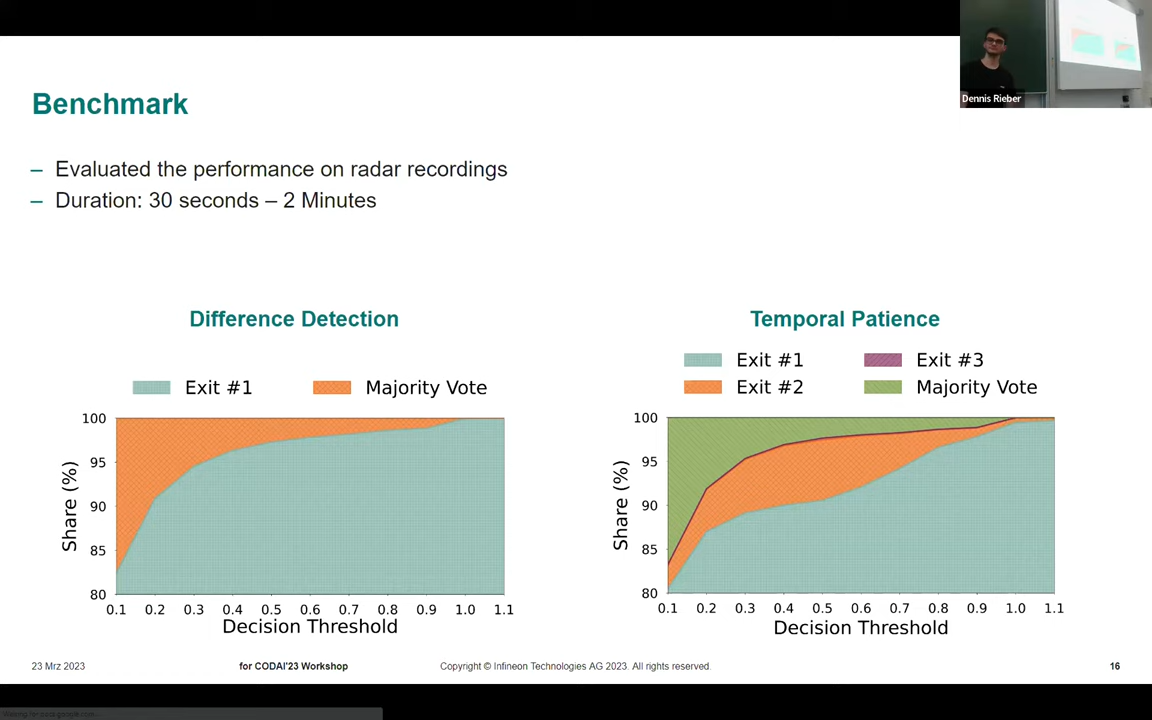 Dennis Rieber
Benchmark
– Evaluated the performance on radar recordings
– Duration: 30 seconds – 2 Minutes
Difference Detection
Exit #1 Majority Vote
100
95
90
85
80
Share (%)
0.1 0.2 0.3 0.4 0.5 0.6 0.7 0.8 0.9 1.0 1.1
Decision Threshold
Temporal Patience
Exit #1 Exit #3
Exit #2 Majority Vote
100
95
90
85
80
Share (%)
0.1 0.2 0.3 0.4 0.5 0.6 0.7 0.8 0.9 1.0 1.1
Decision Threshold
23 Mrz 2023 for CODAI'23 Workshop Copyright © Infineon Technologies AG 2023. All rights reserved. 16